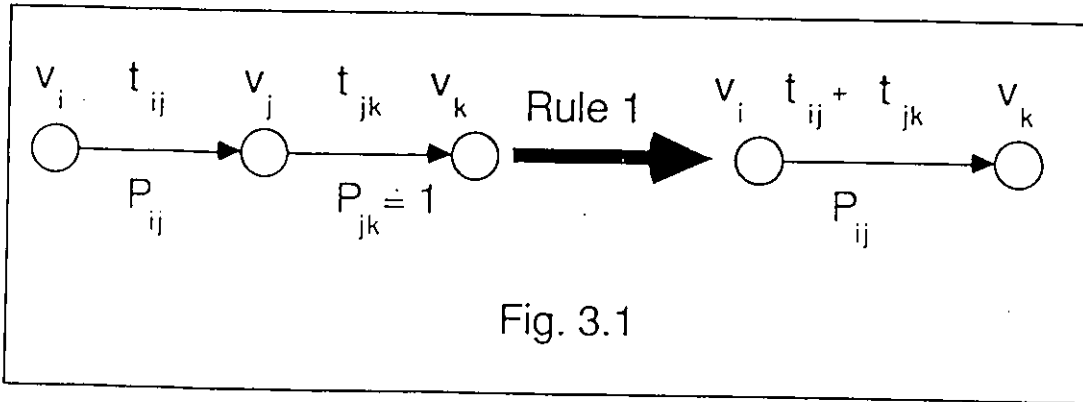 v_i t_ij v_j t_jk v_k Rule 1 v_i t_ij + t_jk v_k
P_ij P_jk ≐ 1 P_ij
Fig. 3.1